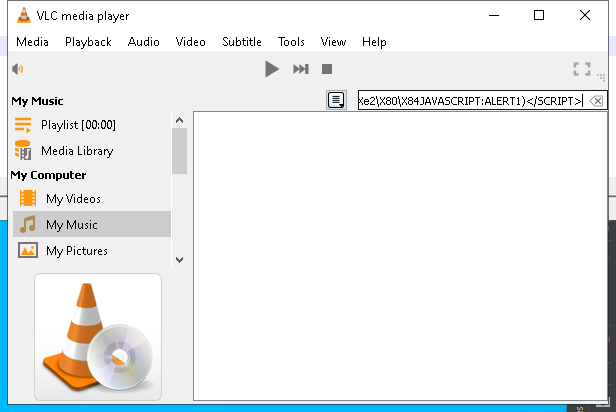 VLC media player
Media Playback Audio Video Subtitle Tools View Help
My Music
Xe2\X80\X84JAVASCRIPT:ALERT1)</SCRIPT>
Playlist [00:00]
Media Library
My Computer
My Videos
My Music
My Pictures